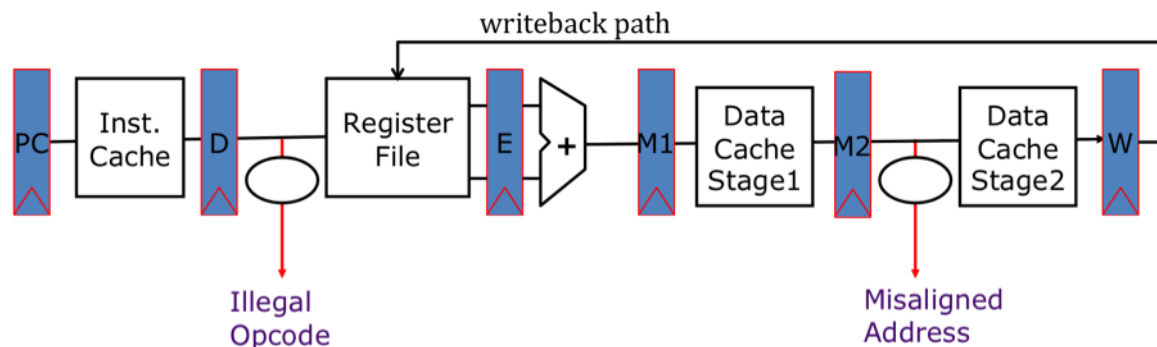 writeback path
PC
Inst.
Cache
D
Register
File
E
+
M1
Data
Cache
Stage1
M2
Data
Cache
Stage2
W
Illegal
Opcode
Misaligned
Address